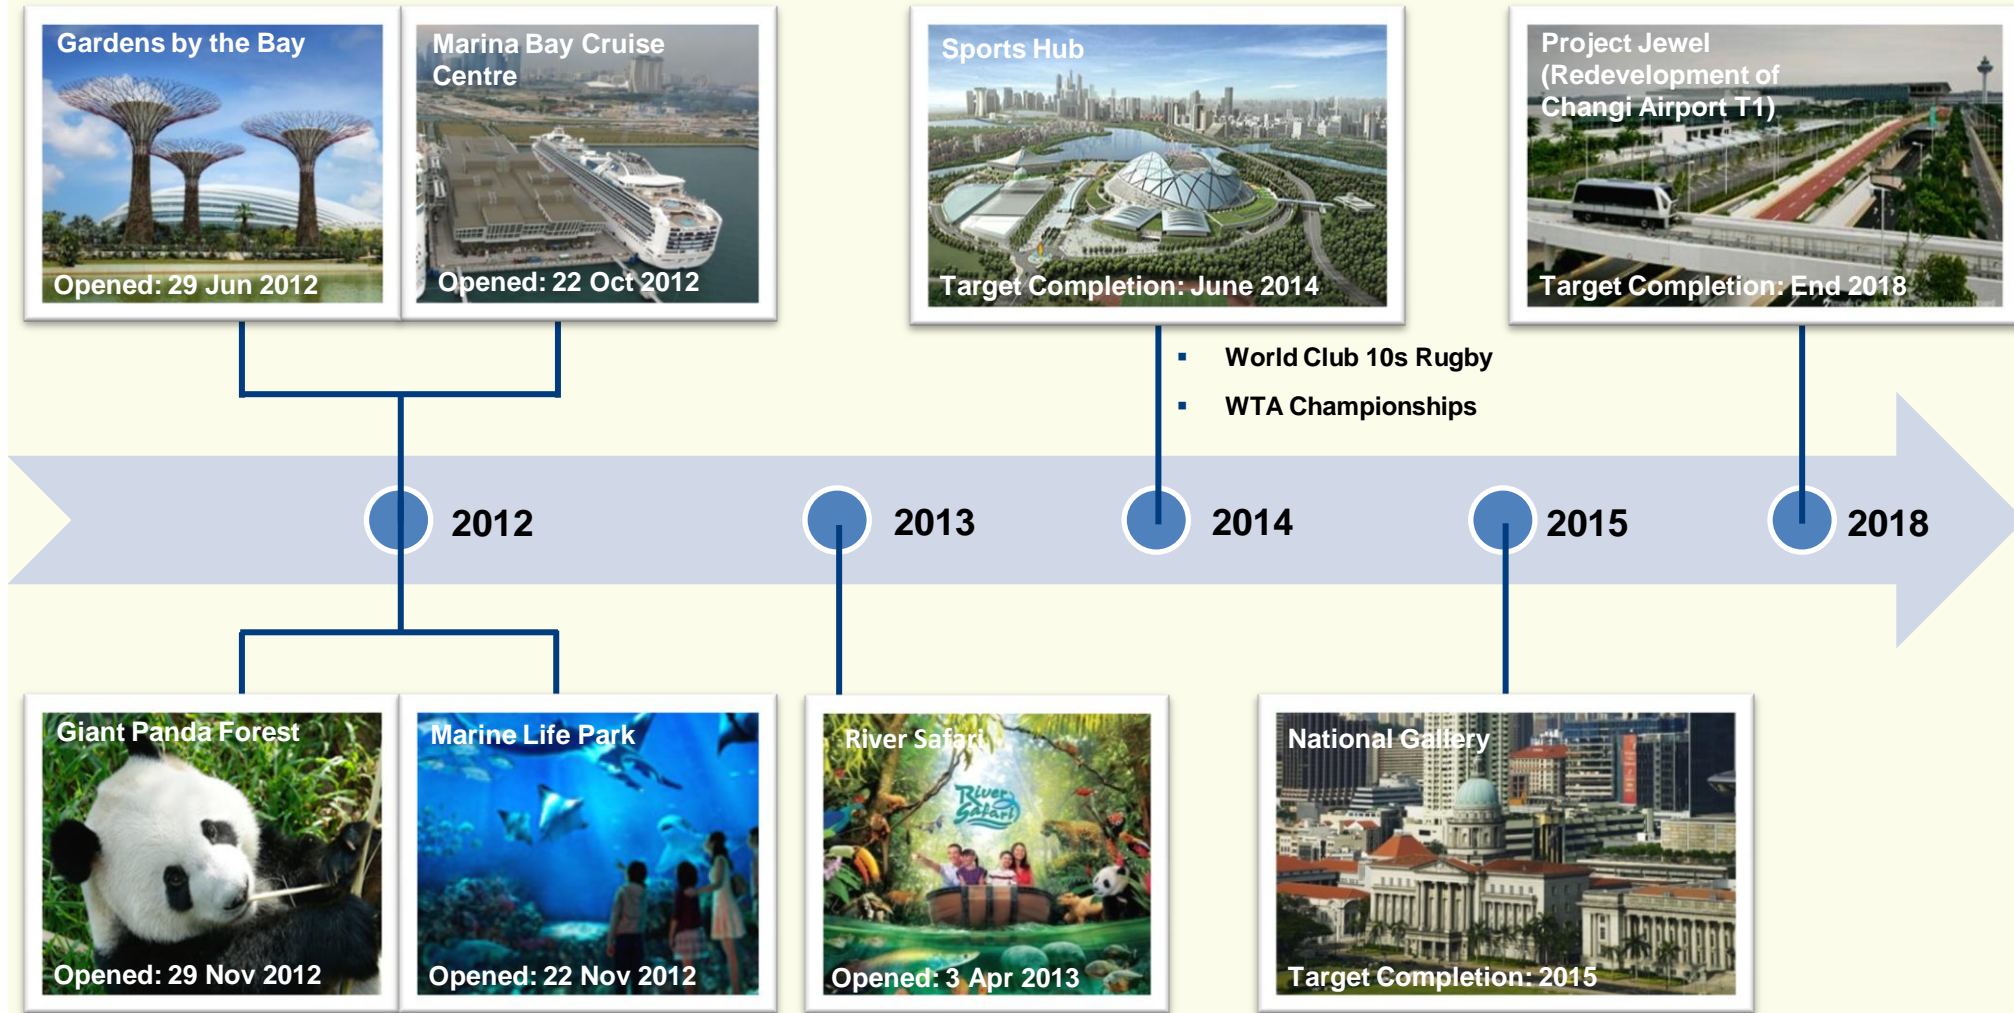 Gardens by the Bay
Opened: 29 Jun 2012
Marina Bay Cruise
Centre
Opened: 22 Oct 2012
Sports Hub
Target Completion: June 2014
Project Jewel
(Redevelopment of
Changi Airport T1)
Target Completion: End 2018
▪ World Club 10s Rugby
▪ WTA Championships
2012
2013
2014
2015
2018
Giant Panda Forest
Opened: 29 Nov 2012
Marine Life Park
Opened: 22 Nov 2012
River Safari
River
Safari
Opened: 3 Apr 2013
National Gallery
Target Completion: 2015